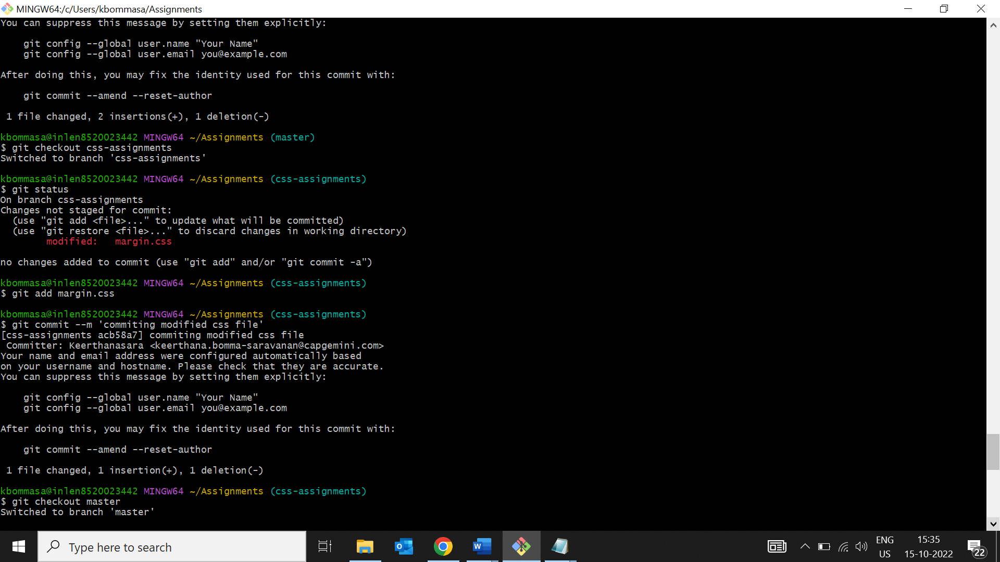 MINGW64:/c/Users/kbommasa/Assignments
You can suppress this message by setting them explicitly:
git config --global user.name "Your Name"
git config --global user.email you@example.com
After doing this, you may fix the identity used for this commit with:
git commit --amend --reset-author
1 file changed, 2 insertions(+), 1 deletion(-)
kbommasa@inlen8520023442 MINGW64 ~/Assignments (master)
$ git checkout css-assignments
Switched to branch 'css-assignments'
kbommasa@inlen8520023442 MINGW64 ~/Assignments (css-assignments)
$ git status
On branch css-assignments
Changes not staged for commit:
(use "git add <file>..." to update what will be committed)
(use "git restore <file>..." to discard changes in working directory)
modified:   margin.css
no changes added to commit (use "git add" and/or "git commit -a")
kbommasa@inlen8520023442 MINGW64 ~/Assignments (css-assignments)
$ git add margin.css
kbommasa@inlen8520023442 MINGW64 ~/Assignments (css-assignments)
$ git commit --m 'commiting modified css file'
[css-assignments acb58a7] commiting modified css file
Committer: Keerthanasara <keerthana.bomma-saravanan@capgemini.com>
Your name and email address were configured automatically based
on your username and hostname. Please check that they are accurate.
You can suppress this message by setting them explicitly:
git config --global user.name "Your Name"
git config --global user.email you@example.com
After doing this, you may fix the identity used for this commit with:
git commit --amend --reset-author
1 file changed, 1 insertion(+), 1 deletion(-)
kbommasa@inlen8520023442 MINGW64 ~/Assignments (css-assignments)
$ git checkout master
Switched to branch 'master'
Type here to search
ENG
US
15:35
15-10-2022
22